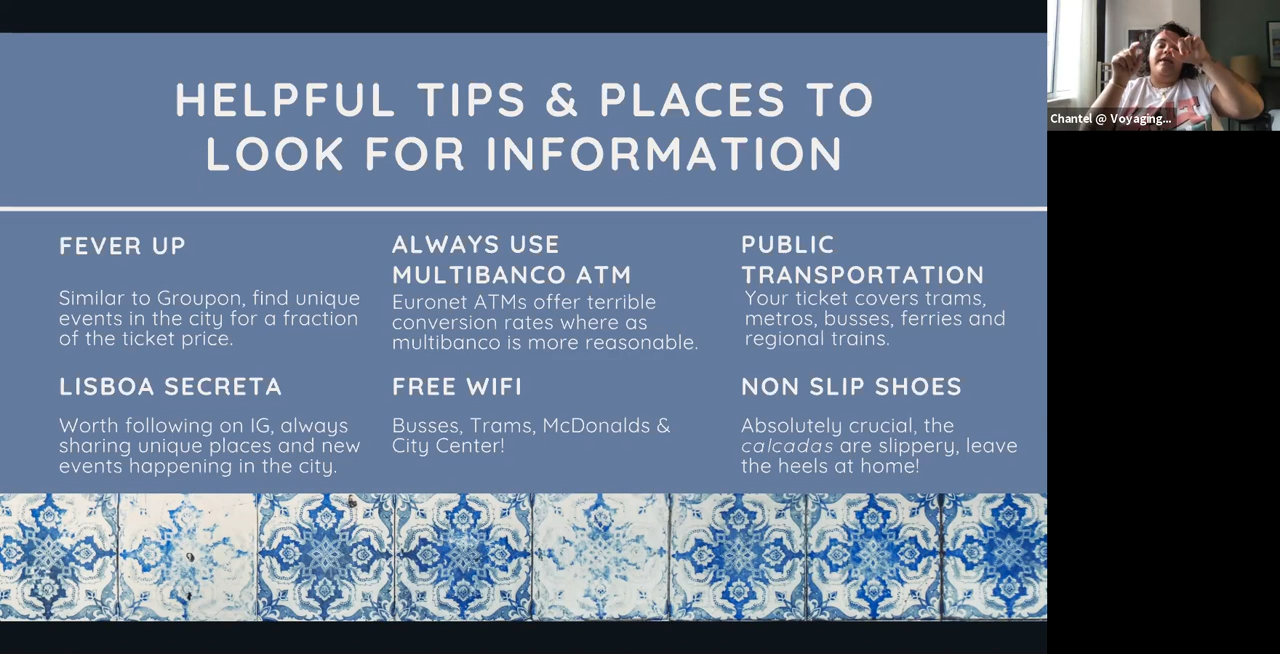 HELPFUL TIPS & PLACES TO
LOOK FOR INFORMATION
FEVER UP
Similar to Groupon, find unique
events in the city for a fraction
of the ticket price.
ALWAYS USE
MULTIBANCO ATM
Euronet ATMs offer terrible
conversion rates where as
multibanco is more reasonable.
PUBLIC
TRANSPORTATION
Your ticket covers trams,
metros, busses, ferries and
regional trains.
LISBOA SECRETA
Worth following on IG, always
sharing unique places and new
events happening in the city.
FREE WIFI
Busses, Trams, McDonalds &
City Center!
NON SLIP SHOES
Absolutely crucial, the
calcadas are slippery, leave
the heels at home!
Chantel @ Voyaging...